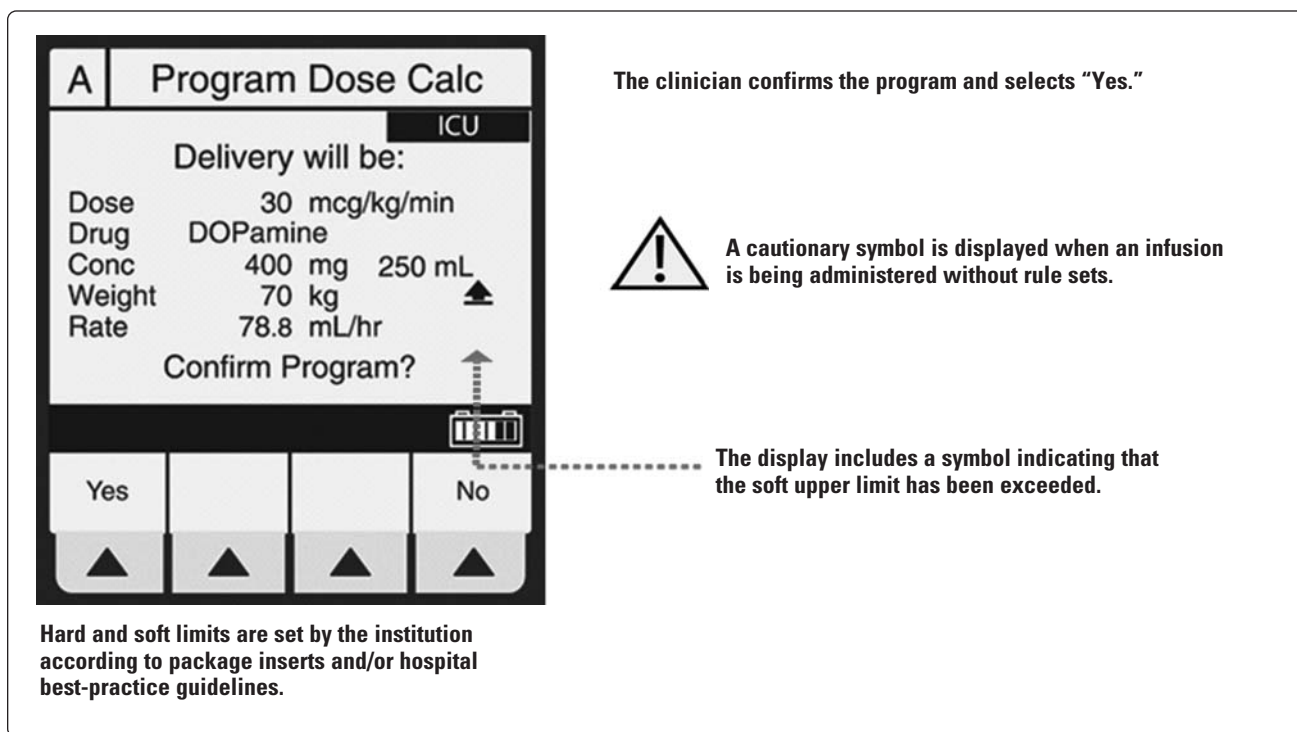 A Program Dose Calc
ICU
Delivery will be:
Dose 30 mcg/kg/min
Drug DOPamine
Conc 400 mg 250 mL
Weight 70 kg
Rate 78.8 mL/hr
Confirm Program?
Yes No
Hard and soft limits are set by the institution
according to package inserts and/or hospital
best-practice guidelines.
The clinician confirms the program and selects “Yes.”
!
A cautionary symbol is displayed when an infusion
is being administered without rule sets.
The display includes a symbol indicating that
the soft upper limit has been exceeded.